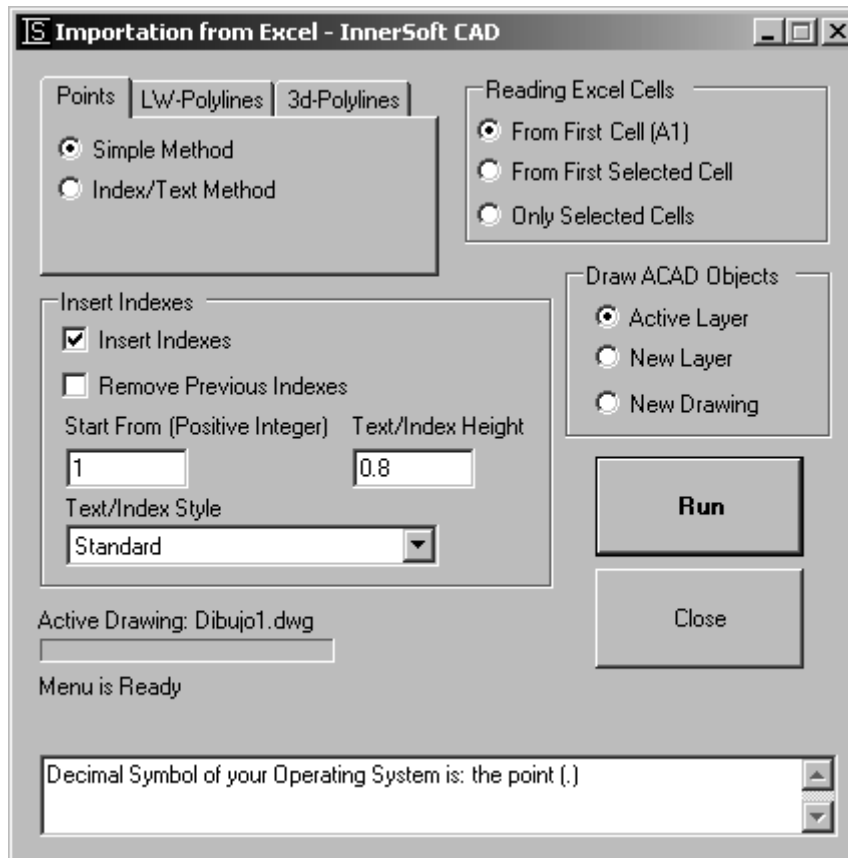 IS Importation from Excel - InnerSoft CAD
Points LW-Polylines 3d-Polylines
Simple Method
Index/Text Method
Reading Excel Cells
From First Cell (A1)
From First Selected Cell
Only Selected Cells
Draw ACAD Objects
Active Layer
New Layer
New Drawing
Insert Indexes
Insert Indexes
Remove Previous Indexes
Start From (Positive Integer) Text/Index Height
1 0.8
Text/Index Style
Standard
Run
Close
Active Drawing: Dibujo1.dwg
Menu is Ready
Decimal Symbol of your Operating System is: the point (.)